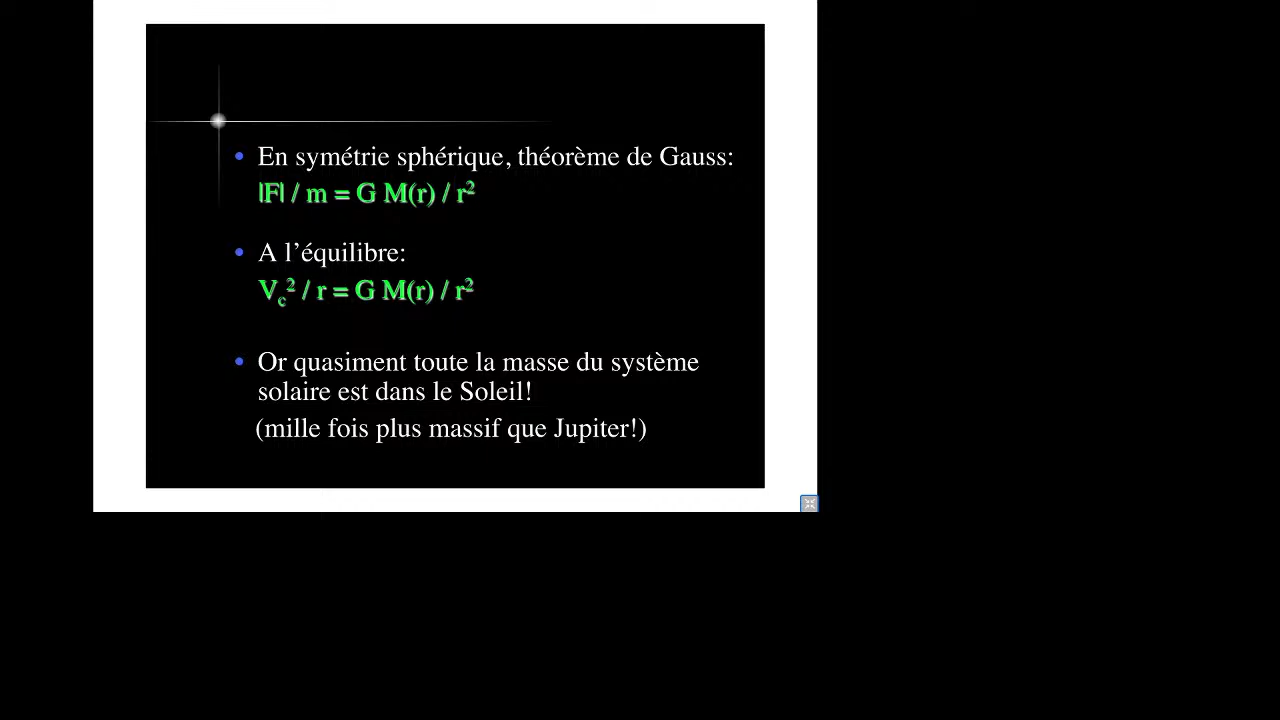 • En symétrie sphérique, théorème de Gauss:
|F| / m = G M(r) / r²
• A l’équilibre:
V_c² / r = G M(r) / r²
• Or quasiment toute la masse du système
solaire est dans le Soleil!
(mille fois plus massif que Jupiter!)